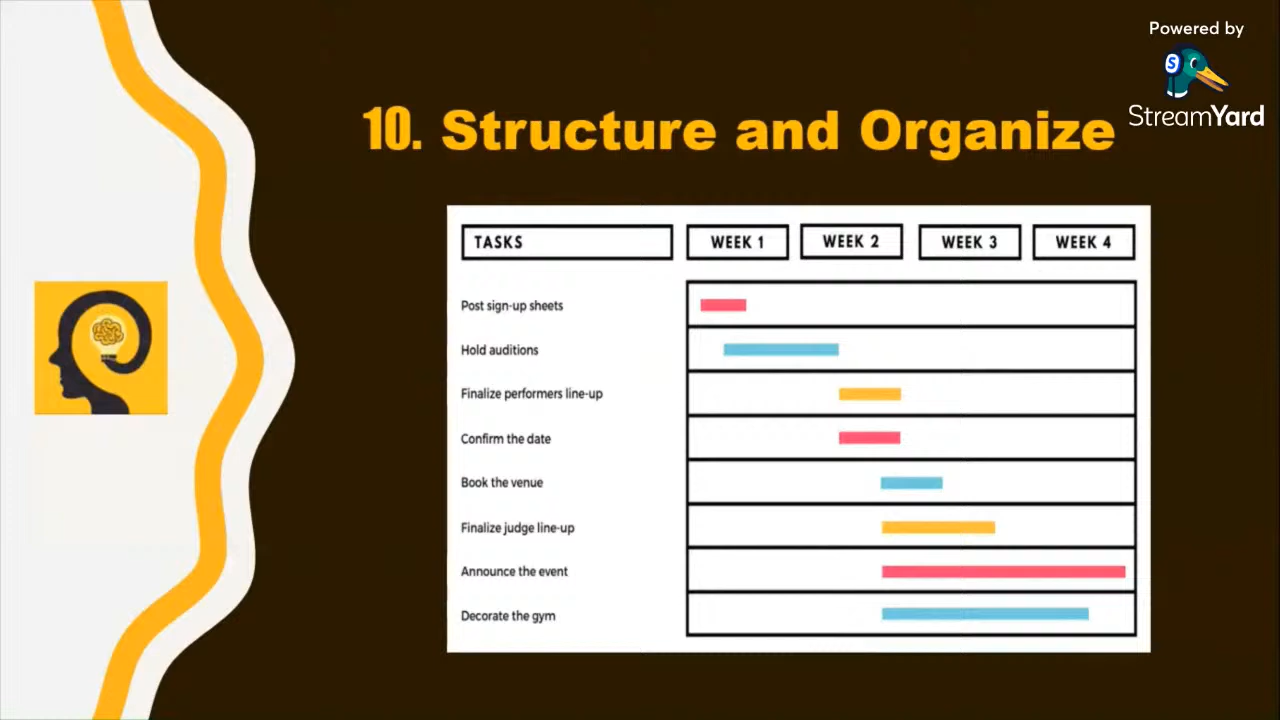 Powered by
StreamYard
10. Structure and Organize
TASKS WEEK 1 WEEK 2 WEEK 3 WEEK 4
Post sign-up sheets
Hold auditions
Finalize performers line-up
Confirm the date
Book the venue
Finalize judge line-up
Announce the event
Decorate the gym